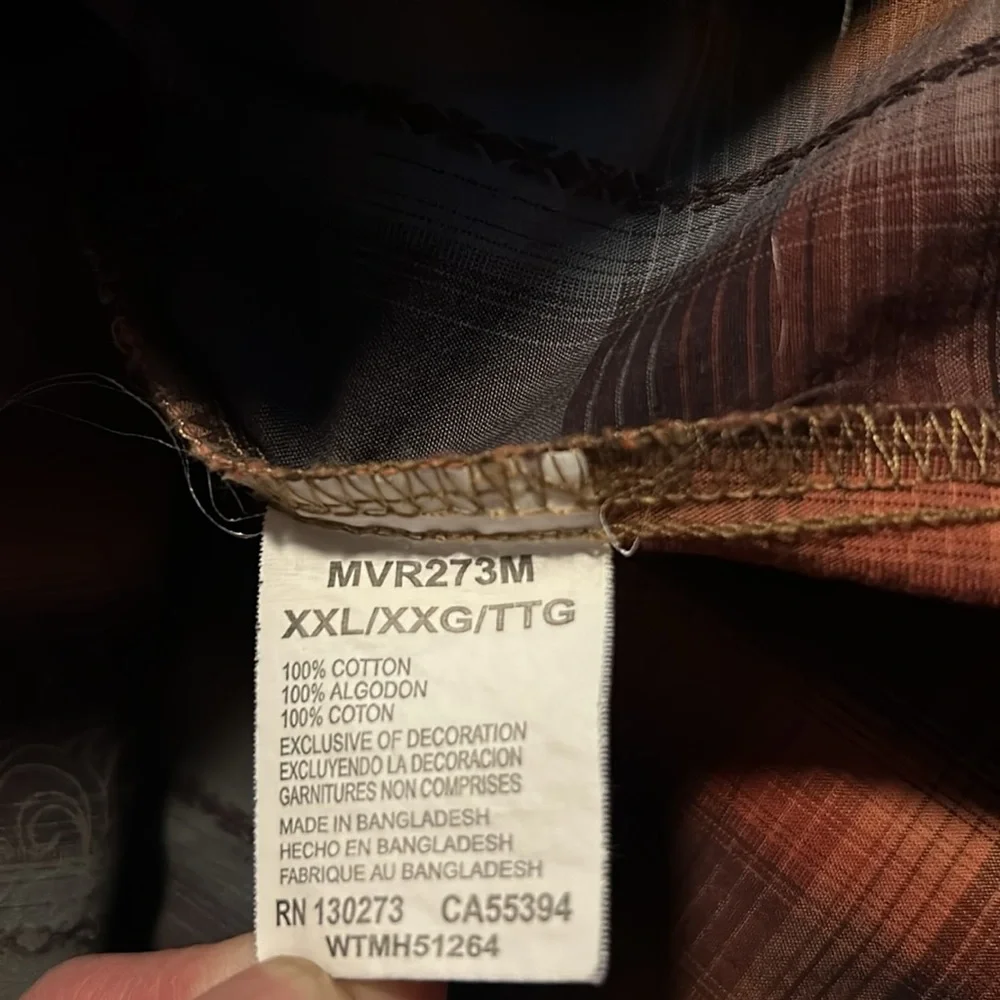 MVR273M
XXL/XXG/TTG
100% COTTON
100% ALGODON
100% COTON
EXCLUSIVE OF DECORATION
EXCLUYENDO LA DECORACION
GARNITURES NON COMPRISES
MADE IN BANGLADESH
HECHO EN BANGLADESH
FABRIQUE AU BANGLADESH
RN 130273 CA55394
WTMH51264